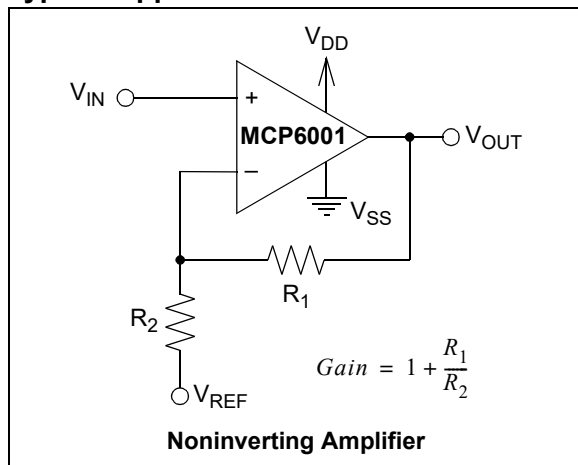 V_DD
V_IN
+
MCP6001
V_OUT
−
V_SS
R_1
R_2
Gain = 1 + R_1/R_2
V_REF
Noninverting Amplifier